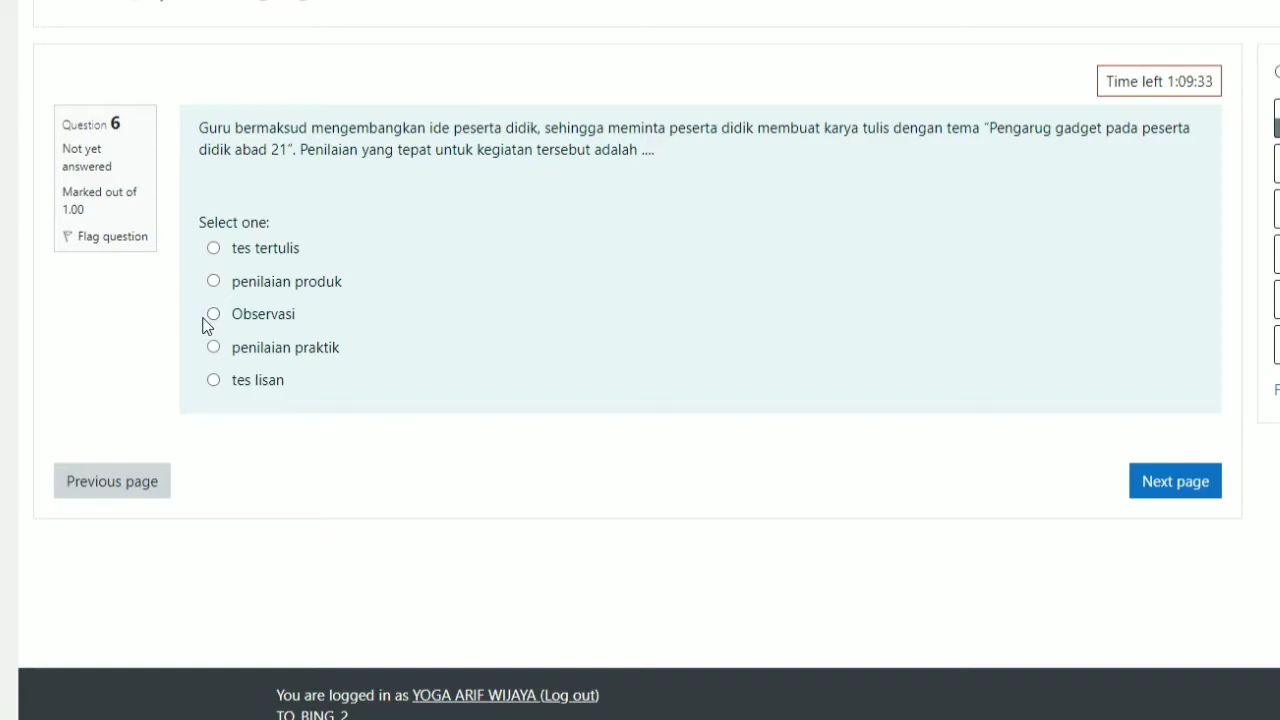 Time left 1:09:33
Question 6
Not yet
answered
Marked out of
1.00
Flag question
Guru bermaksud mengembangkan ide peserta didik, sehingga meminta peserta didik membuat karya tulis dengan tema “Pengarug gadget pada peserta
didik abad 21”. Penilaian yang tepat untuk kegiatan tersebut adalah ....
Select one:
tes tertulis
penilaian produk
Observasi
penilaian praktik
tes lisan
Previous page
Next page
You are logged in as YOGA ARIF WIJAYA (Log out)
TO_BING_2